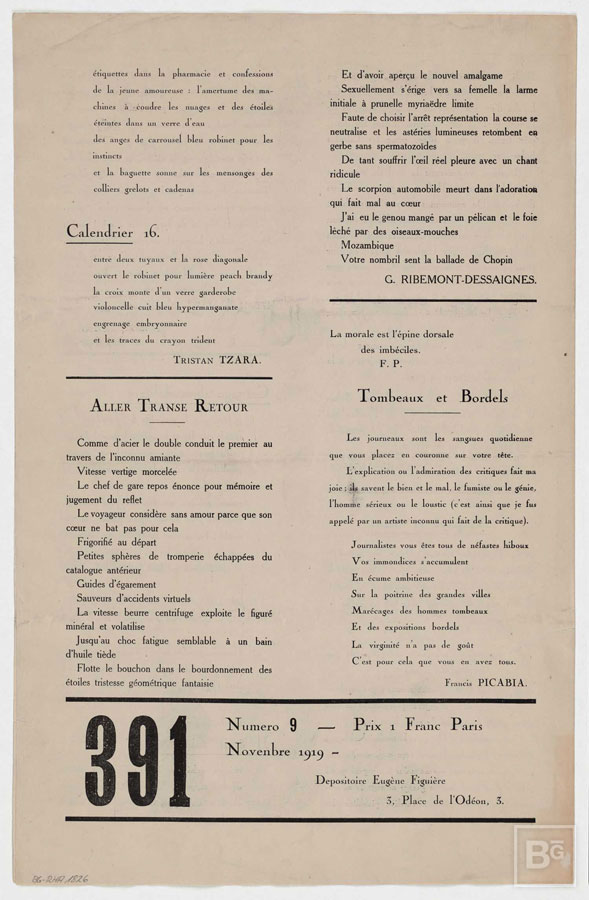 étiquettes dans la pharmacie et confessions
de la jeune amoureuse : l'amertume des ma-
chines à coudre les nuages et des étoiles
éteintes dans un verre d'eau
des anges de carrousel bleu robinet pour les
instincts
et la baguette sonne sur les mensonges des
colliers grelots et cadenas
Calendrier 16.
entre deux tuyaux et la rose diagonale
ouvert le robinet pour lumière peach brandy
la croix monte d'un verre garderobe
violoncelle cuit bleu hypermanganate
engrenage embryonnaire
et les traces du crayon trident
TRISTAN TZARA.
ALLER TRANSE RETOUR
Comme d'acier le double conduit le premier au
travers de l'inconnu amiante
Vitesse vertige morcelée
Le chef de gare repos énonce pour mémoire et
jugement du reflet
Le voyageur considère sans amour parce que son
cœur ne bat pas pour cela
Frigorifié au départ
Petites sphères de tromperie échappées du
catalogue antérieur
Guides d'égarement
Sauveurs d'accidents virtuels
La vitesse beurre centrifuge exploite le figuré
minéral et volatilise
Jusqu'au choc fatigue semblable à un bain
d'huile tiède
Flotte le bouchon dans le bourdonnement des
étoiles tristesse géométrique fantaisie
Et d'avoir aperçu le nouvel amalgame
Sexuellement s'érige vers sa femelle la larme
initiale à prunelle myriaèdre limite
Faute de choisir l'arrêt représentation la course se
neutralise et les astéries lumineuses retombent en
gerbe sans spermatozoïdes
De tant souffrir l'œil réel pleure avec un chant
ridicule
Le scorpion automobile meurt dans l'adoration
qui fait mal au cœur
J'ai eu le genou mangé par un pélican et le foie
lèché par des oiseaux-mouches
Mozambique
Votre nombril sent la ballade de Chopin
G. RIBEMONT-DESSAIGNES.
La morale est l'épine dorsale
des imbéciles.
F. P.
Tombeaux et Bordels
Les journeaux sont les sangsues quotidienne
que vous placez en couronne sur votre tête.
L'explication ou l'admiration des critiques fait ma
joie ; ils savent le bien et le mal, le fumiste ou le génie,
l'homme sérieux ou le loustic (c'est ainsi que je fus
appelé par un artiste inconnu qui fait de la critique).
Journalistes vous êtes tous de néfastes hiboux
Vos immondices s'accumulent
En écume ambitieuse
Sur la poitrine des grandes villes
Marécages des hommes tombeaux
Et des expositions bordels
La virginité n'a pas de goût
C'est pour cela que vous en avez tous.
Francis PICABIA.
391
Numero 9 — Prix 1 Franc Paris
Novenbre 1919 –
Depositoire Eugène Figuière
3, Place de l'Odéon, 3.
BG